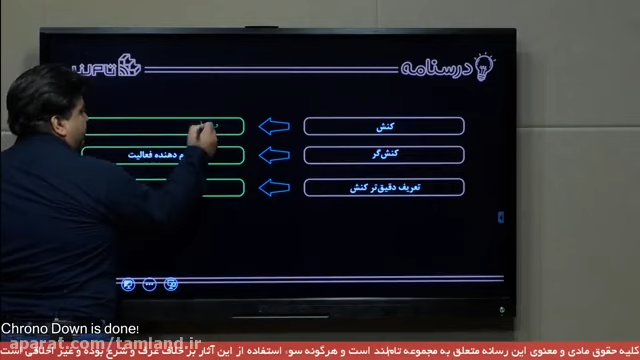 درسنامه
تاملند
کنش
کنش‌گر
م دهنده فعالیت
تعریف دقیق‌تر کنش
Chrono Down is done!
aparat.com/tamland.ir
کلیه حقوق مادی و معنوی این رسانه متعلق به مجموعه تاملند است و هرگونه سوء استفاده از این آثار بر خلاف عرف و شرع بوده و غیر اخلاقی است